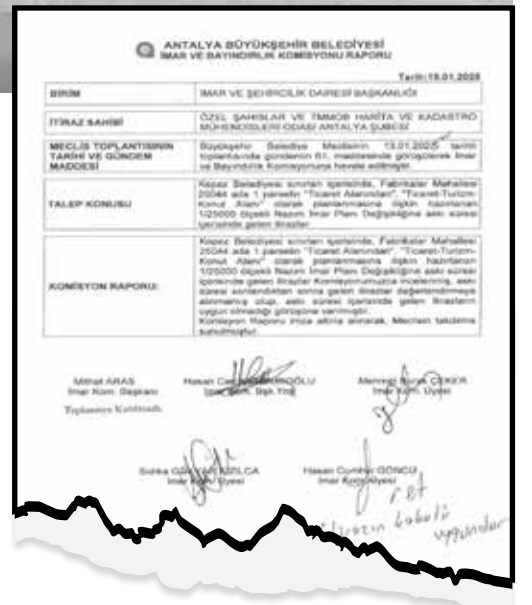 ANTALYA BÜYÜKŞEHİR BELEDİYESİ
İMAR VE BAYINDIRLIK KOMİSYONU RAPORU
Tarih:15.01.2025
BİRİM
İMAR VE ŞEHİRCİLİK DAİRESİ BAŞKANLIĞI
İTİRAZ SAHİBİ
ÖZEL ŞAHISLAR VE TMMOB HARİTA VE KADASTRO
MÜHENDİSLERİ ODASI ANTALYA ŞUBESİ
MECLİS TOPLANTISININ
TARİHİ VE GÜNDEM
MADDESİ
Büyükşehir Belediye Meclisinin 13.01.2025 tarihli
toplantısında gündemin 61. maddesinde görüşülerek İmar
ve Bayındırlık Komisyonuna havale edilmiştir.
TALEP KONUSU
Kepez Belediyesi sınırları içerisinde, Fabrikalar Mahallesi
25044 ada 1 parselin "Ticaret Alanından", "Ticaret-Turizm-
Konut Alanı" olarak planlanmasına ilişkin hazırlanan
1/25000 ölçekli Nazım İmar Planı Değişikliğine askı süresi
içerisinde gelen itirazlar
KOMİSYON RAPORU:
Kepez Belediyesi sınırları içerisinde, Fabrikalar Mahallesi
25044 ada 1 parselin "Ticaret Alanından", "Ticaret-Turizm-
Konut Alanı" olarak planlanmasına ilişkin hazırlanan
1/25000 ölçekli Nazım İmar Planı Değişikliğine askı süresi
içerisinde gelen itirazlar Komisyonumuzca incelenmiş, askı
süresi sonlandıktan sonra gelen itirazlar değerlendirmeye
alınmamış olup, askı süresi içerisinde gelen itirazların
uygun olmadığı görüşüne varılmıştır.
Komisyon Raporu imza altına alınarak, Meclisin takdirine
sunulmuştur.
Mithat ARAS
İmar Kom. Başkanı
Toplantıya Katılmadı.
Hasan
İmar Kom. Bşk.Yrd.
Mehmet Burak ÇEKER
İmar Kom. Üyesi
Sıdıka
İmar Kom. Üyesi
Hasan Cumhur GÖNCÜ
İmar Kom. Üyesi
ret
itirazın kabulü uygundur